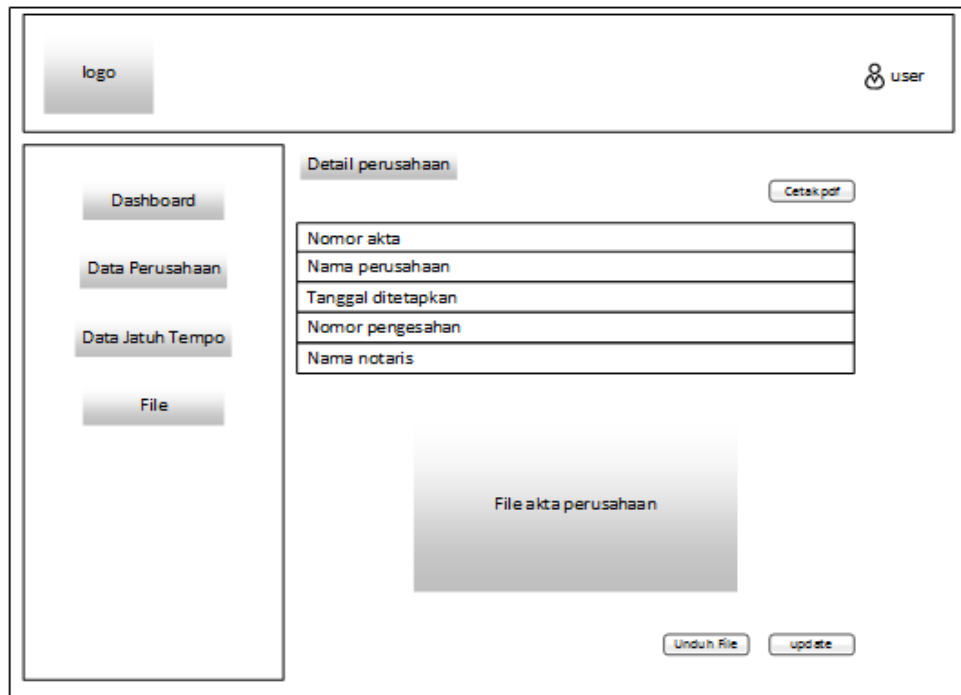 logo
user
Dashboard
Data Perusahaan
Data Jatuh Tempo
File
Detail perusahaan
Cetak pdf
Nomor akta
Nama perusahaan
Tanggal ditetapkan
Nomor pengesahan
Nama notaris
File akta perusahaan
Unduh File
update